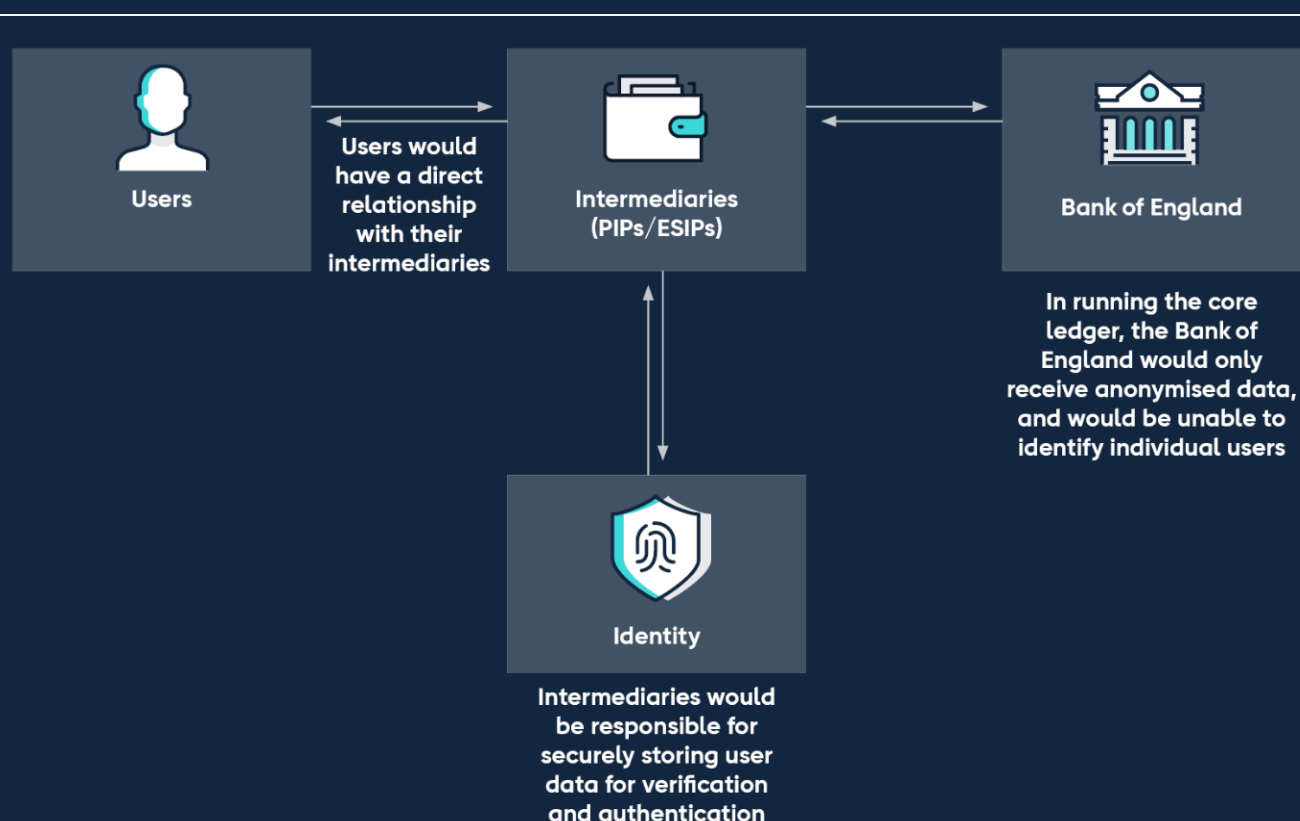 Users
Users would
have a direct
relationship
with their
intermediaries
Intermediaries
(PIPs/ESIPs)
Bank of England
In running the core
ledger, the Bank of
England would only
receive anonymised data,
and would be unable to
identify individual users
Identity
Intermediaries would
be responsible for
securely storing user
data for verification
and authentication